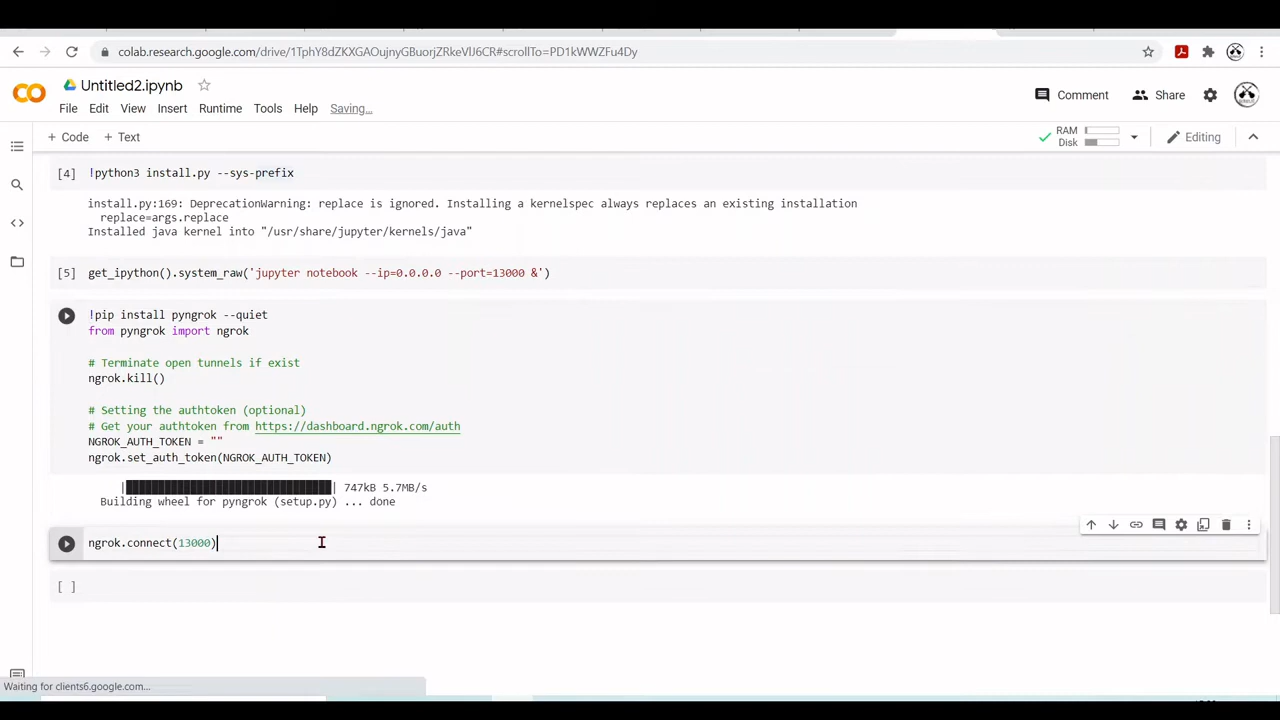 colab.research.google.com/drive/1TphY8dZKXGAOujnyGBuorjZRkeVlJ6CR#scrollTo=PD1kWWZFu4Dy
Untitled2.ipynb
File Edit View Insert Runtime Tools Help Saving...
Comment Share
+ Code + Text
RAM
Disk
Editing
[4] !python3 install.py --sys-prefix
install.py:169: DeprecationWarning: replace is ignored. Installing a kernelspec always replaces an existing installation
replace=args.replace
Installed java kernel into "/usr/share/jupyter/kernels/java"
[5] get_ipython().system_raw('jupyter notebook --ip=0.0.0.0 --port=13000 &')
!pip install pyngrok --quiet
from pyngrok import ngrok
# Terminate open tunnels if exist
ngrok.kill()
# Setting the authtoken (optional)
# Get your authtoken from https://dashboard.ngrok.com/auth
NGROK_AUTH_TOKEN = ""
ngrok.set_auth_token(NGROK_AUTH_TOKEN)
747kB 5.7MB/s
Building wheel for pyngrok (setup.py) ... done
ngrok.connect(13000)
[ ]
Waiting for clients6.google.com...